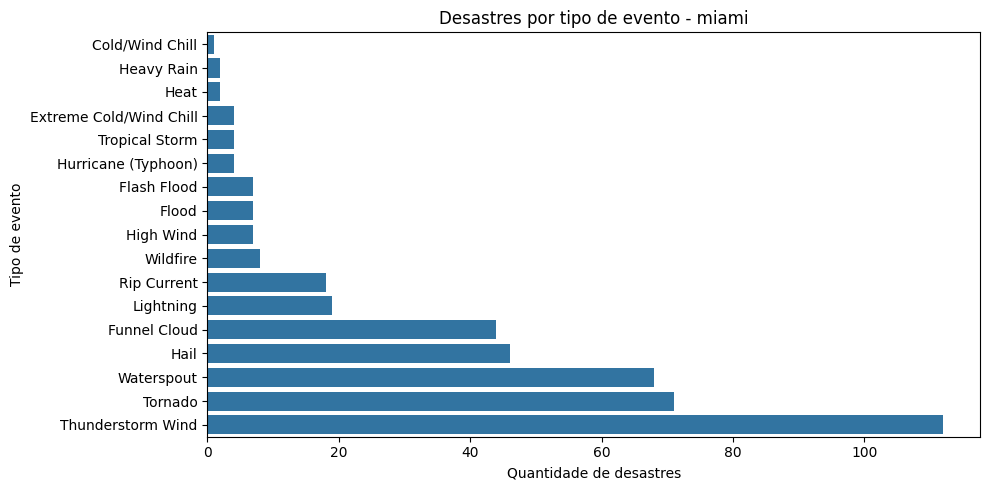 Desastres por tipo de evento - miami
Tipo de evento
Cold/Wind Chill
Heavy Rain
Heat
Extreme Cold/Wind Chill
Tropical Storm
Hurricane (Typhoon)
Flash Flood
Flood
High Wind
Wildfire
Rip Current
Lightning
Funnel Cloud
Hail
Waterspout
Tornado
Thunderstorm Wind
0 20 40 60 80 100
Quantidade de desastres